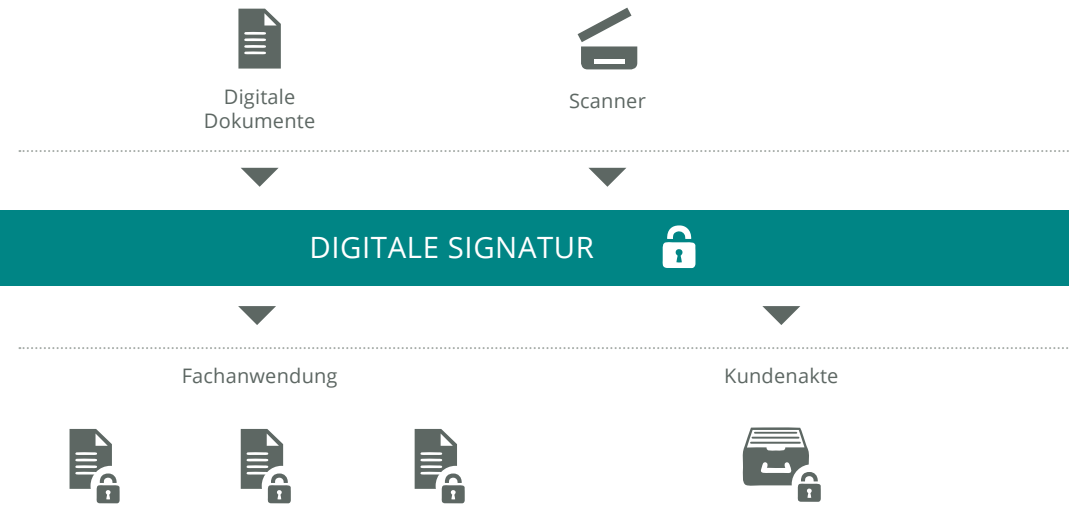 Digitale
Dokumente
Scanner
DIGITALE SIGNATUR
Fachanwendung
Kundenakte